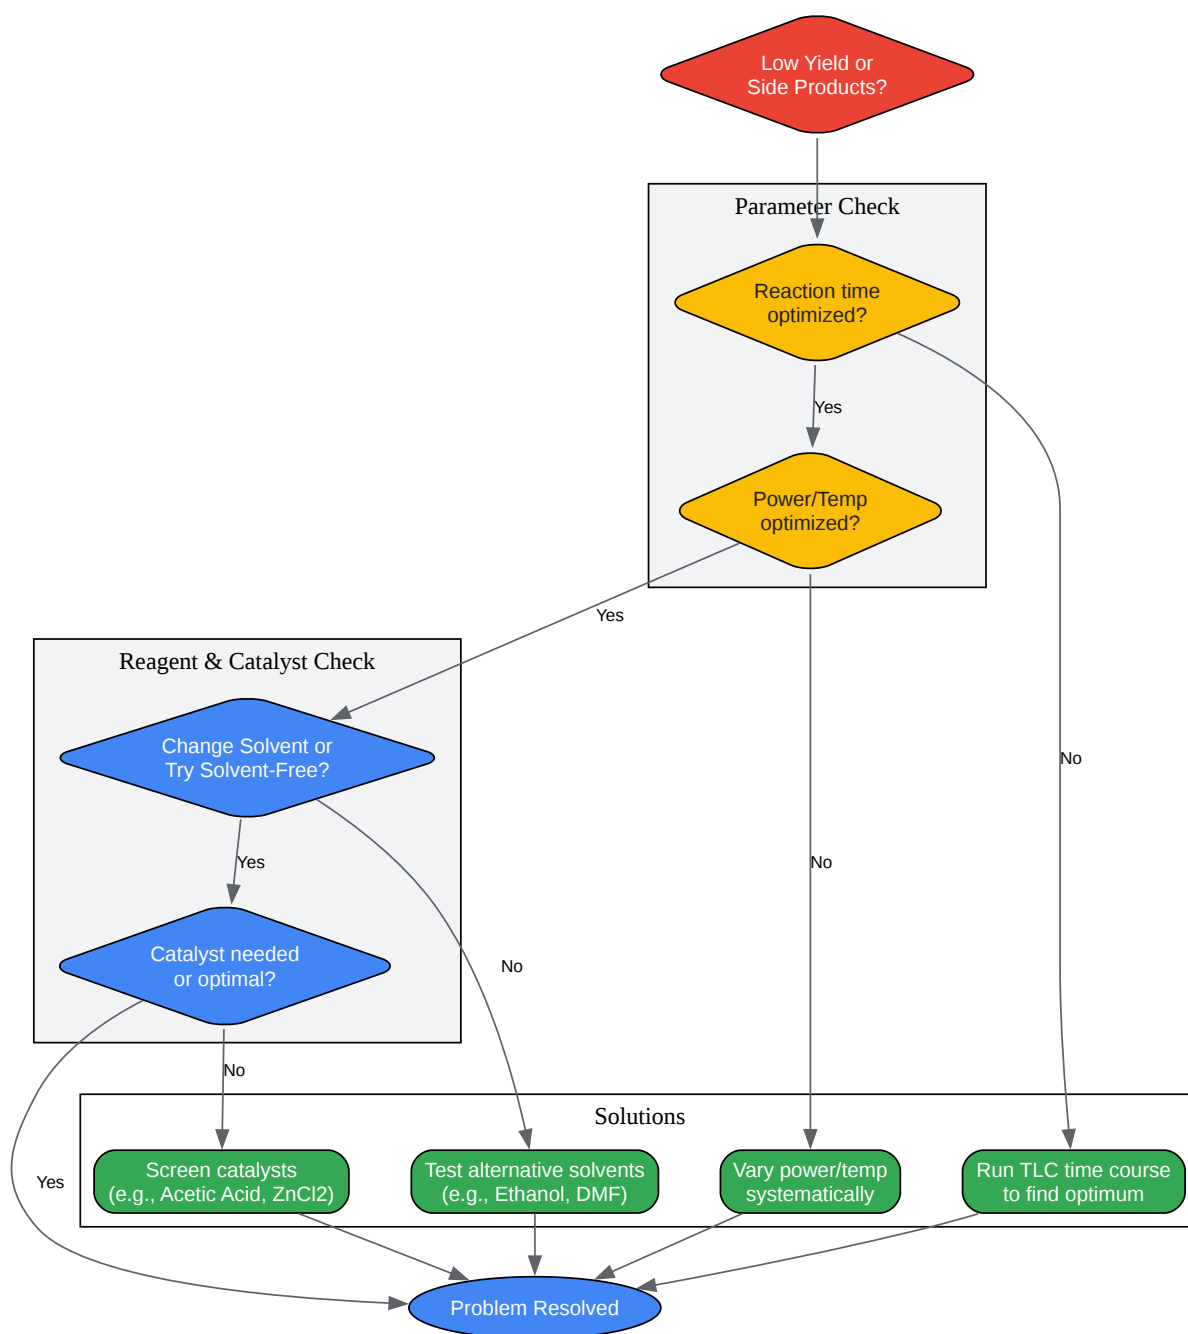 Low Yield or
Side Products?
Parameter Check
Reaction time
optimized?
Yes
Power/Temp
optimized?
Yes
Reagent & Catalyst Check
Change Solvent or
Try Solvent-Free?
No
Yes
No
Catalyst needed
or optimal?
No
No
Yes
Solutions
Screen catalysts
(e.g., Acetic Acid, ZnCl2)
Test alternative solvents
(e.g., Ethanol, DMF)
Vary power/temp
systematically
Run TLC time course
to find optimum
Problem Resolved